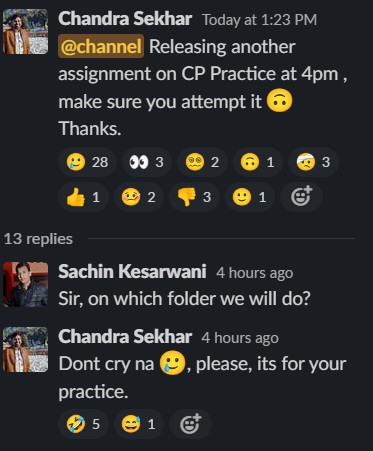 Chandra Sekhar Today at 1:23 PM
@channel Releasing another
assignment on CP Practice at 4pm ,
make sure you attempt it 🙃
Thanks.
🥲 28 👀 3 😵‍💫 2 🙃 1 🤕 3
👍 1 🤒 2 👎 3 🙂 1
13 replies
Sachin Kesarwani 4 hours ago
Sir, on which folder we will do?
Chandra Sekhar 4 hours ago
Dont cry na 🥲, please, its for your
practice.
🤣 5 😅 1